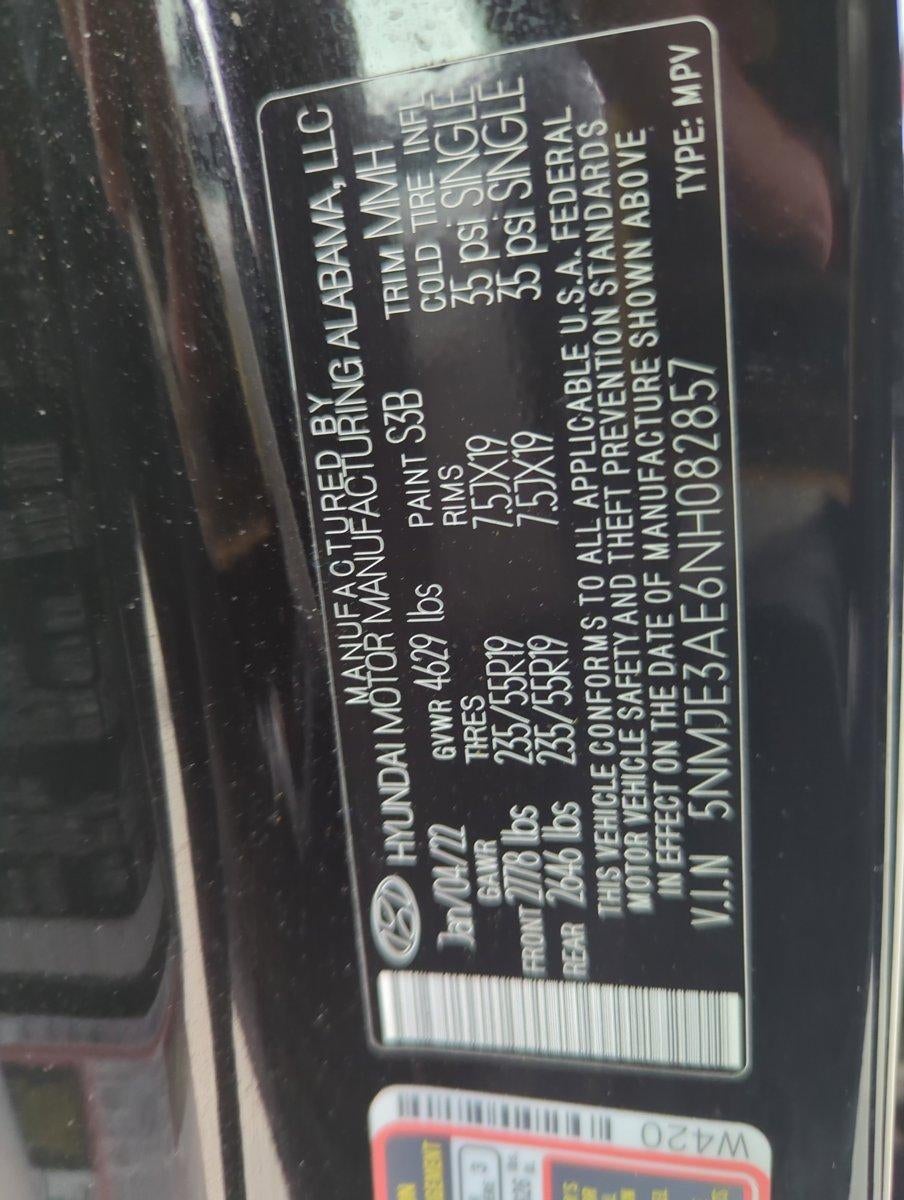 MANUFACTURED BY
HYUNDAI MOTOR MANUFACTURING ALABAMA, LLC
Jan/04/22 GVWR 4629 lbs PAINT S3B TRIM MMH
GAWR TIRES RIMS COLD TIRE INFL
FRONT 2778 lbs 235/55R19 7.5JX19 35 psi SINGLE
REAR 2646 lbs 235/55R19 7.5JX19 35 psi SINGLE
THIS VEHICLE CONFORMS TO ALL APPLICABLE U.S.A. FEDERAL
MOTOR VEHICLE SAFETY AND THEFT PREVENTION STANDARDS
IN EFFECT ON THE DATE OF MANUFACTURE SHOWN ABOVE
V.I.N 5NMJE3AE6NH082857 TYPE: MPV
W420